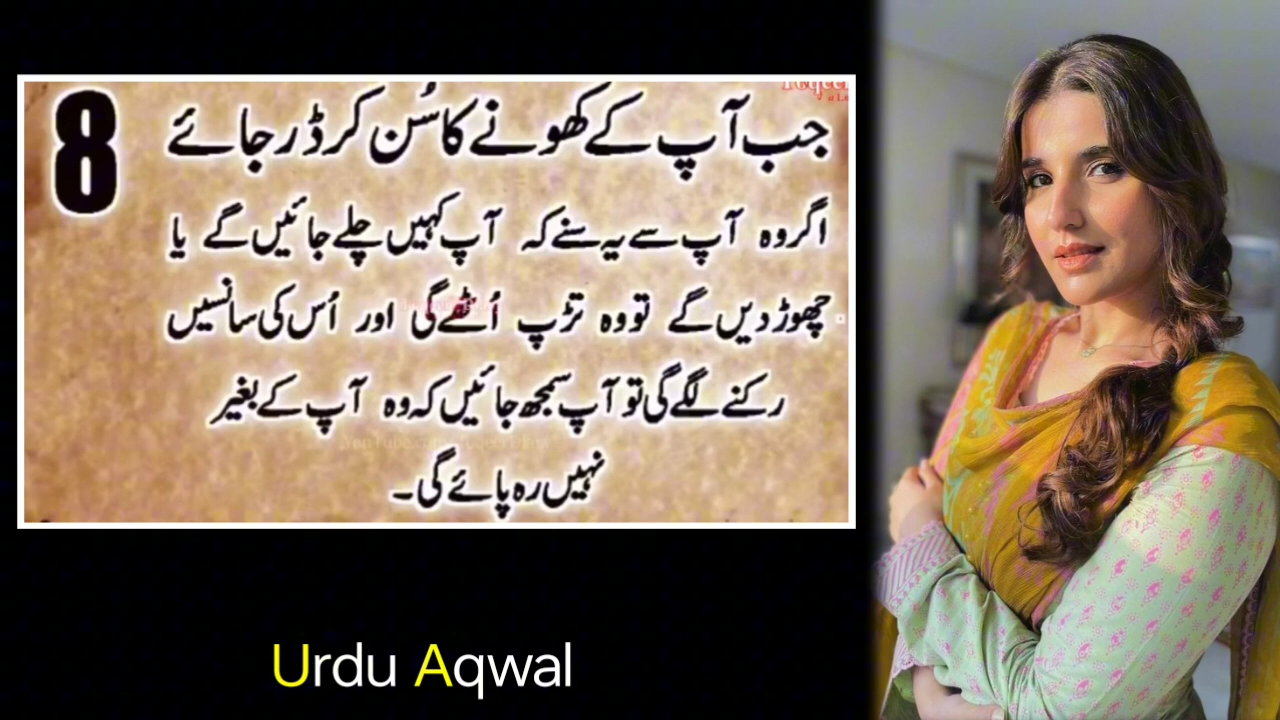 8
جب آپ کے کھونے کا سُن کر ڈر جائے
اگر وہ آپ سے یہ سنے کہ آپ کہیں چلے جائیں گے یا
چھوڑ دیں گے تو وہ تڑپ اُٹھے گی اور اُس کی سانسیں
رکنے لگے گی تو آپ سمجھ جائیں کہ وہ آپ کے بغیر
نہیں رہ پائے گی۔
Urdu Aqwal